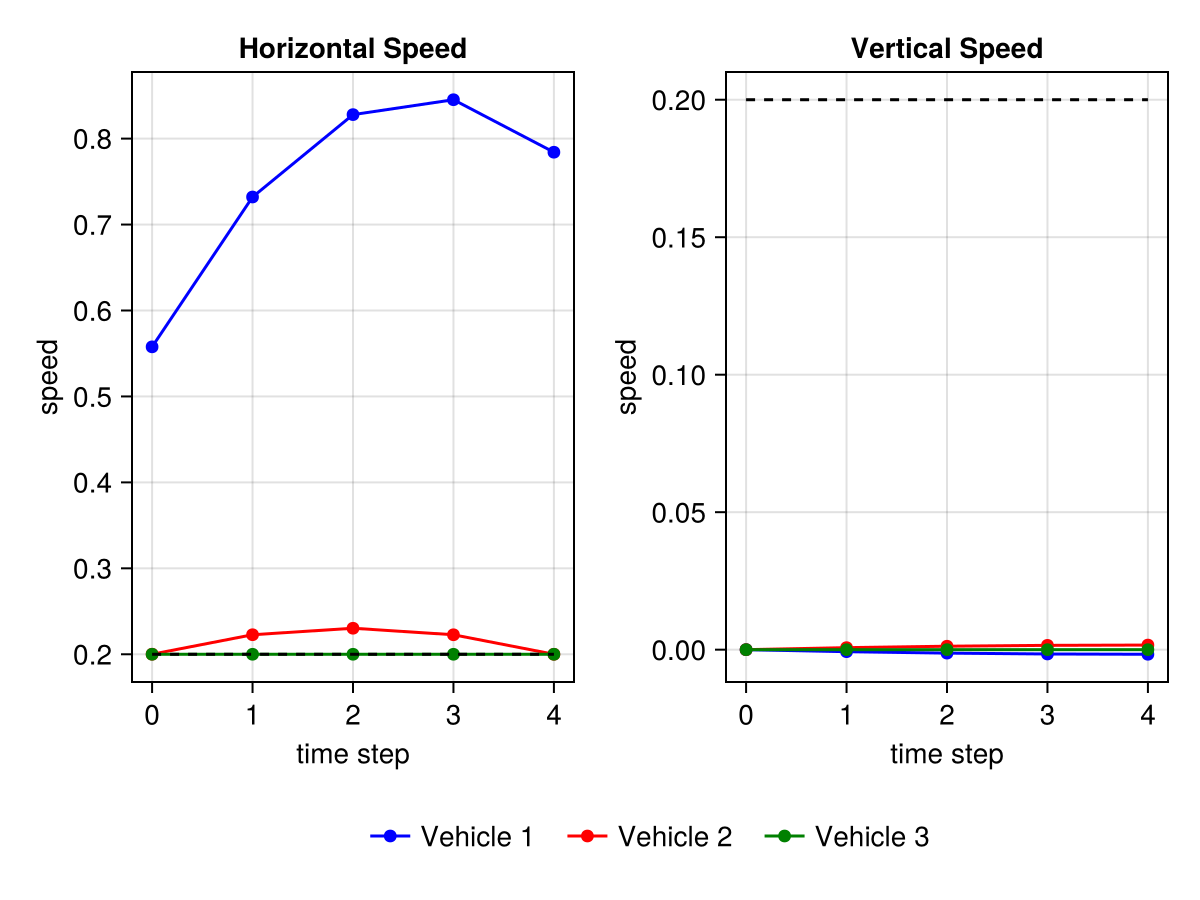 Horizontal Speed
speed
0.8
0.7
0.6
0.5
0.4
0.3
0.2
0 1 2 3 4
time step
Vertical Speed
speed
0.20
0.15
0.10
0.05
0.00
0 1 2 3 4
time step
Vehicle 1 Vehicle 2 Vehicle 3